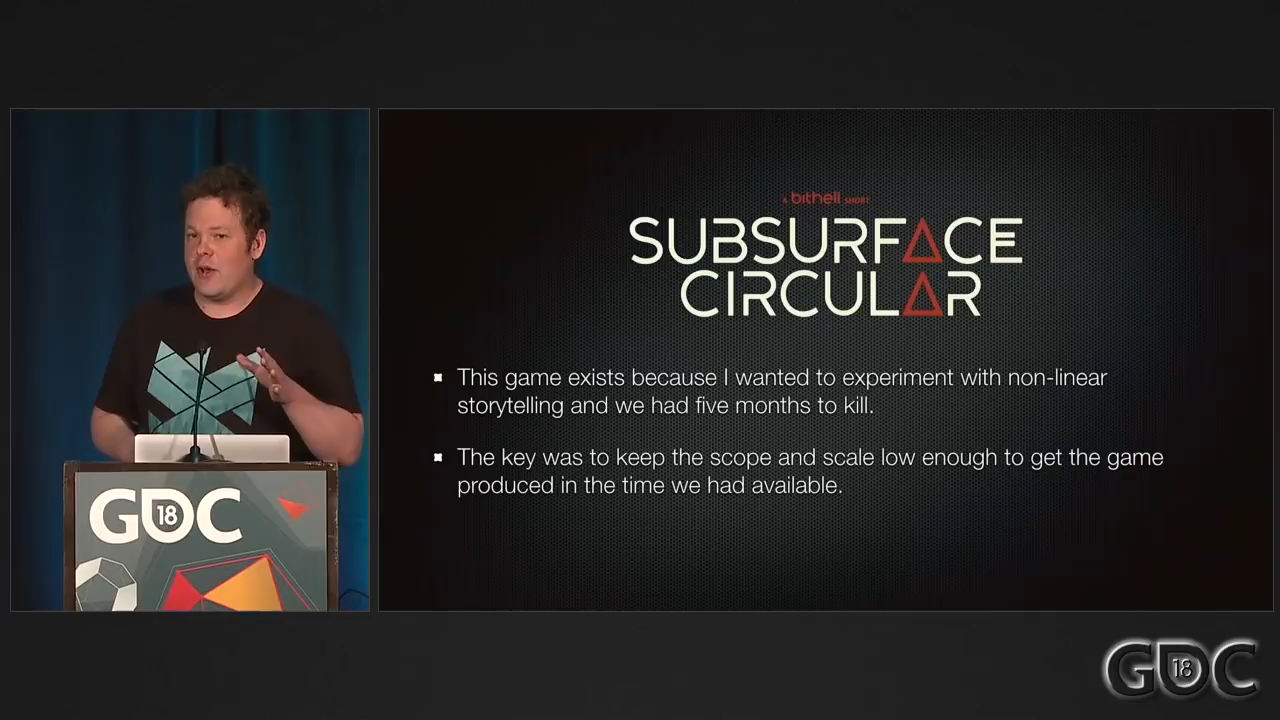 A bithell SHORT
SUBSURFACE
CIRCULAR
This game exists because I wanted to experiment with non-linear
storytelling and we had five months to kill.
The key was to keep the scope and scale low enough to get the game
produced in the time we had available.
GDC 18
GDC 18